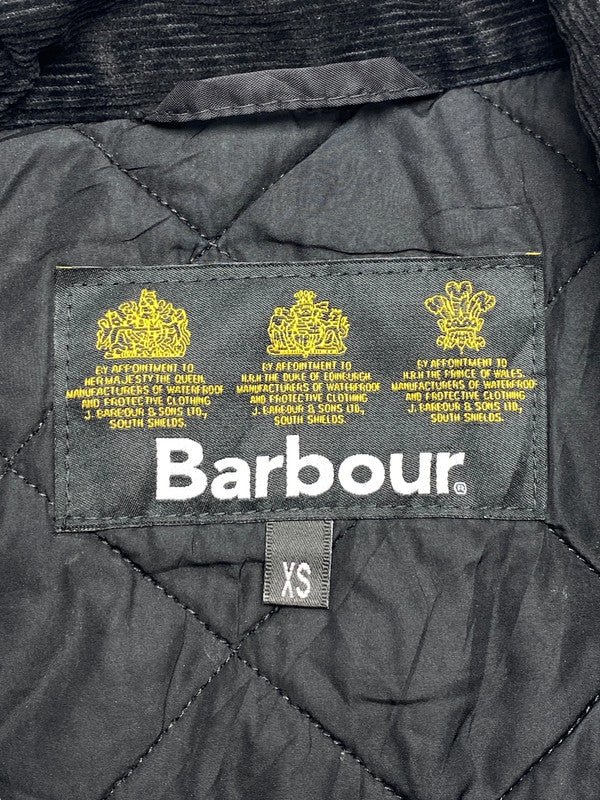 BY APPOINTMENT TO
HER MAJESTY THE QUEEN,
MANUFACTURERS OF WATERPROOF
AND PROTECTIVE CLOTHING
J. BARBOUR & SONS LTD.,
SOUTH SHIELDS.
BY APPOINTMENT TO
H.R.H. THE DUKE OF EDINBURGH,
MANUFACTURERS OF WATERPROOF
AND PROTECTIVE CLOTHING
J. BARBOUR & SONS LTD.,
SOUTH SHIELDS.
BY APPOINTMENT TO
H.R.H. THE PRINCE OF WALES,
MANUFACTURERS OF WATERPROOF
AND PROTECTIVE CLOTHING
J. BARBOUR & SONS LTD.,
SOUTH SHIELDS.
Barbour®
XS